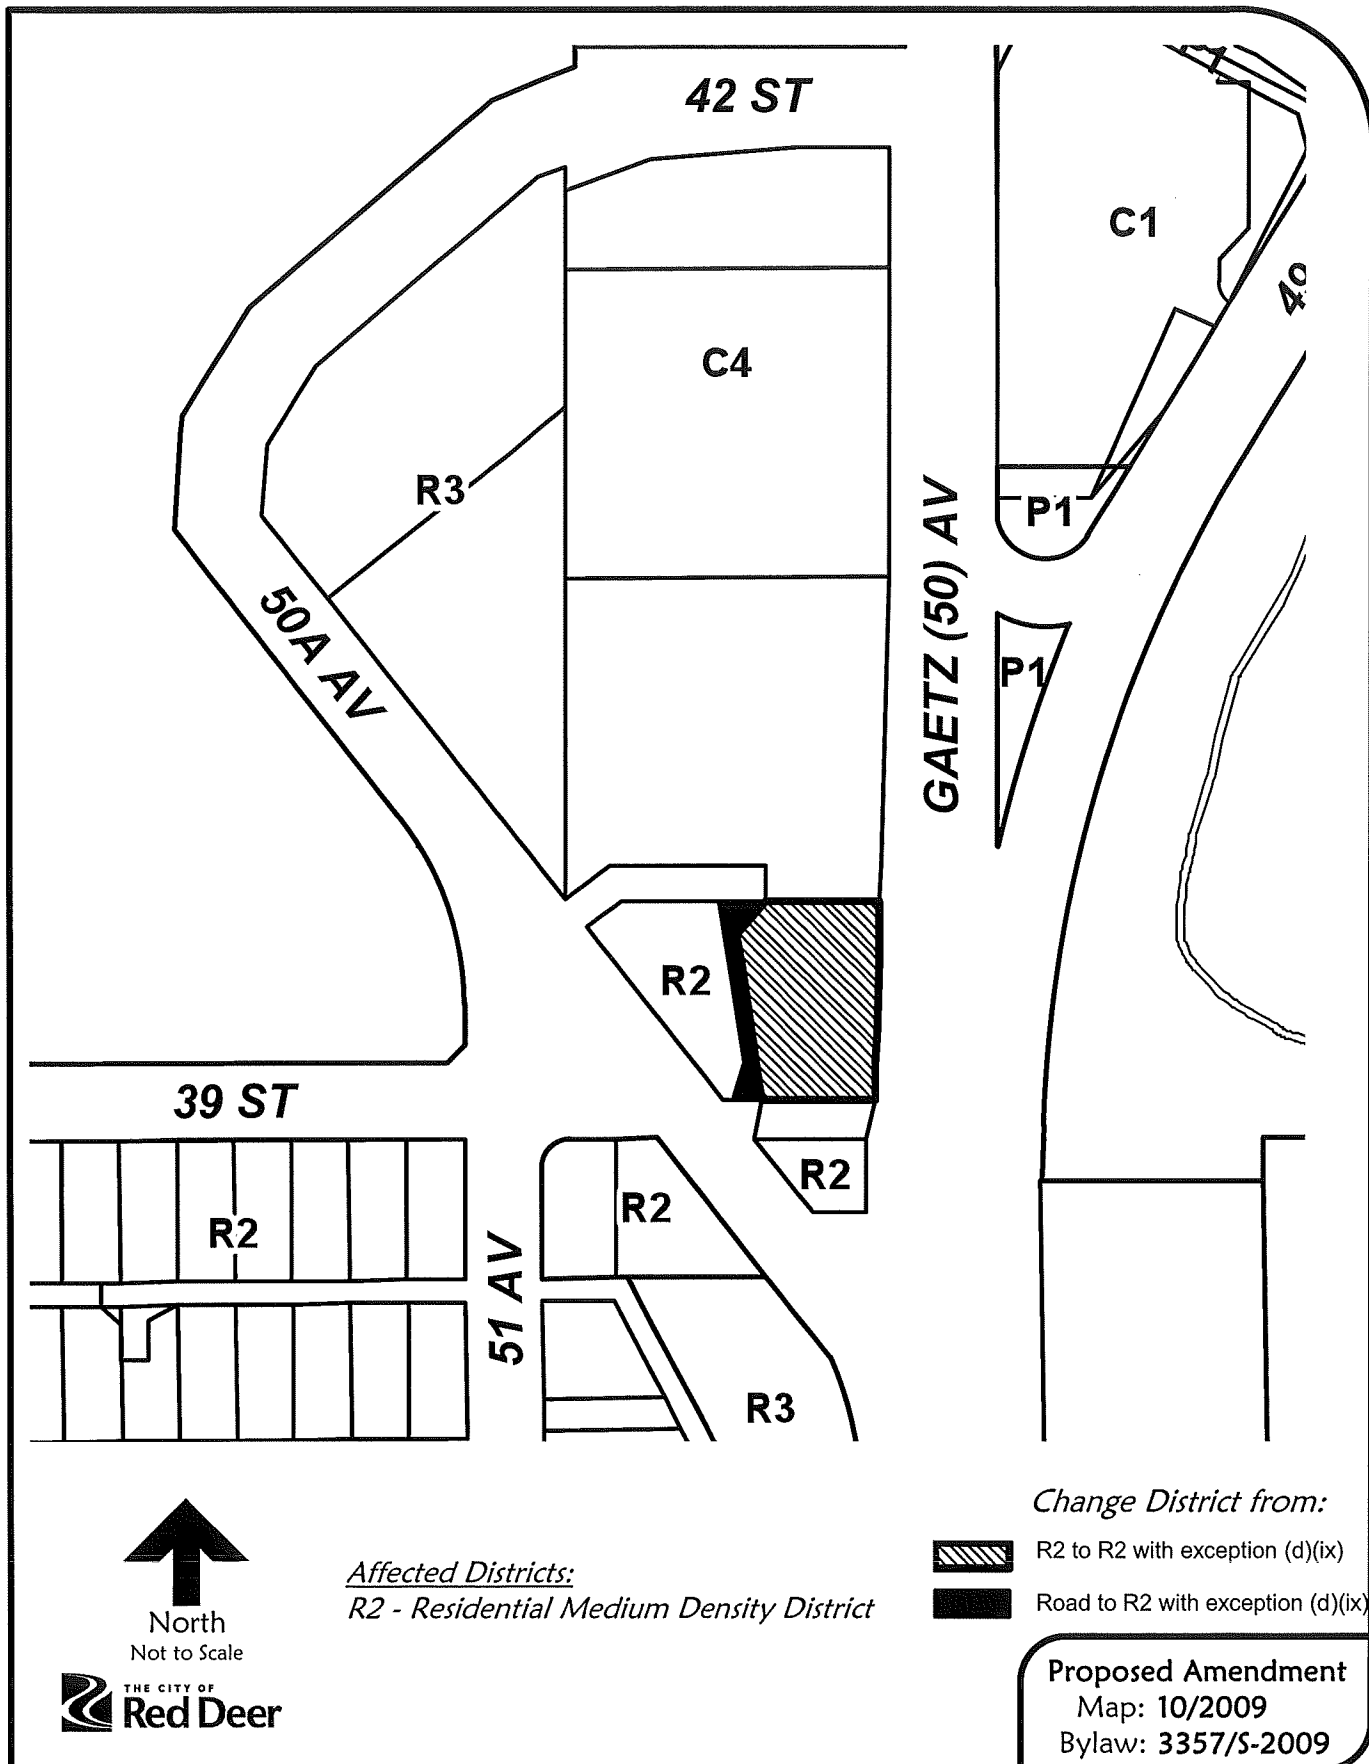 42 ST
C1
49
C4
R3
P1
GAETZ (50) AV
50A AV
P1
R2
39 ST
R2
R2
R2
51 AV
R3
Change District from:
R2 to R2 with exception (d)(ix)
Road to R2 with exception (d)(ix)
Affected Districts:
R2 - Residential Medium Density District
North
Not to Scale
THE CITY OF
Red Deer
Proposed Amendment
Map: 10/2009
Bylaw: 3357/S-2009